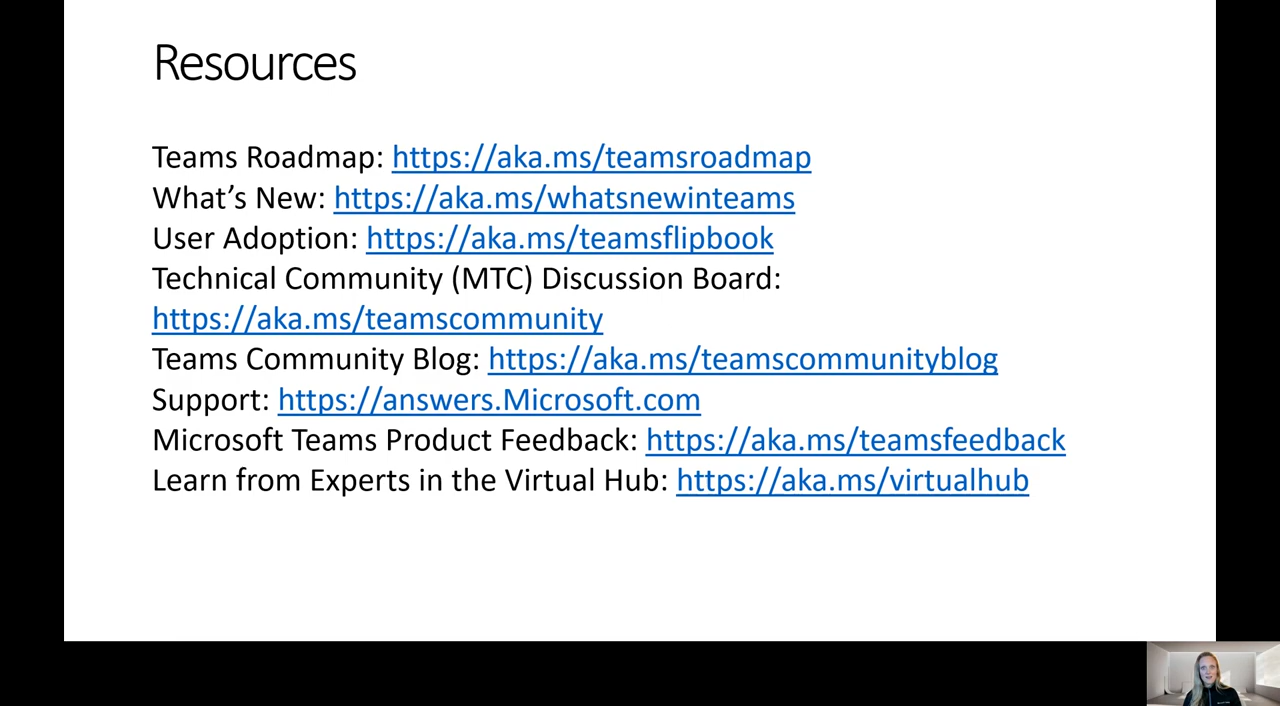 Resources
Teams Roadmap: https://aka.ms/teamsroadmap
What’s New: https://aka.ms/whatsnewinteams
User Adoption: https://aka.ms/teamsflipbook
Technical Community (MTC) Discussion Board:
https://aka.ms/teamscommunity
Teams Community Blog: https://aka.ms/teamscommunityblog
Support: https://answers.Microsoft.com
Microsoft Teams Product Feedback: https://aka.ms/teamsfeedback
Learn from Experts in the Virtual Hub: https://aka.ms/virtualhub